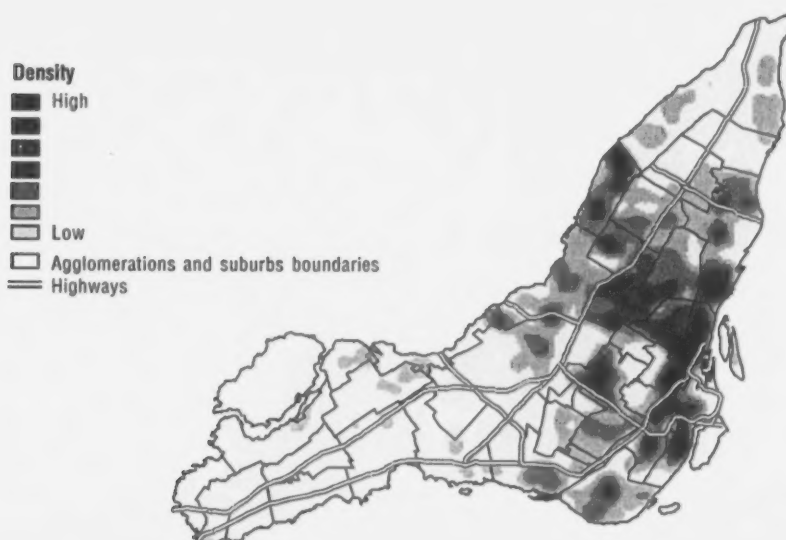 Density
High
Low
Agglomerations and suburbs boundaries
Highways